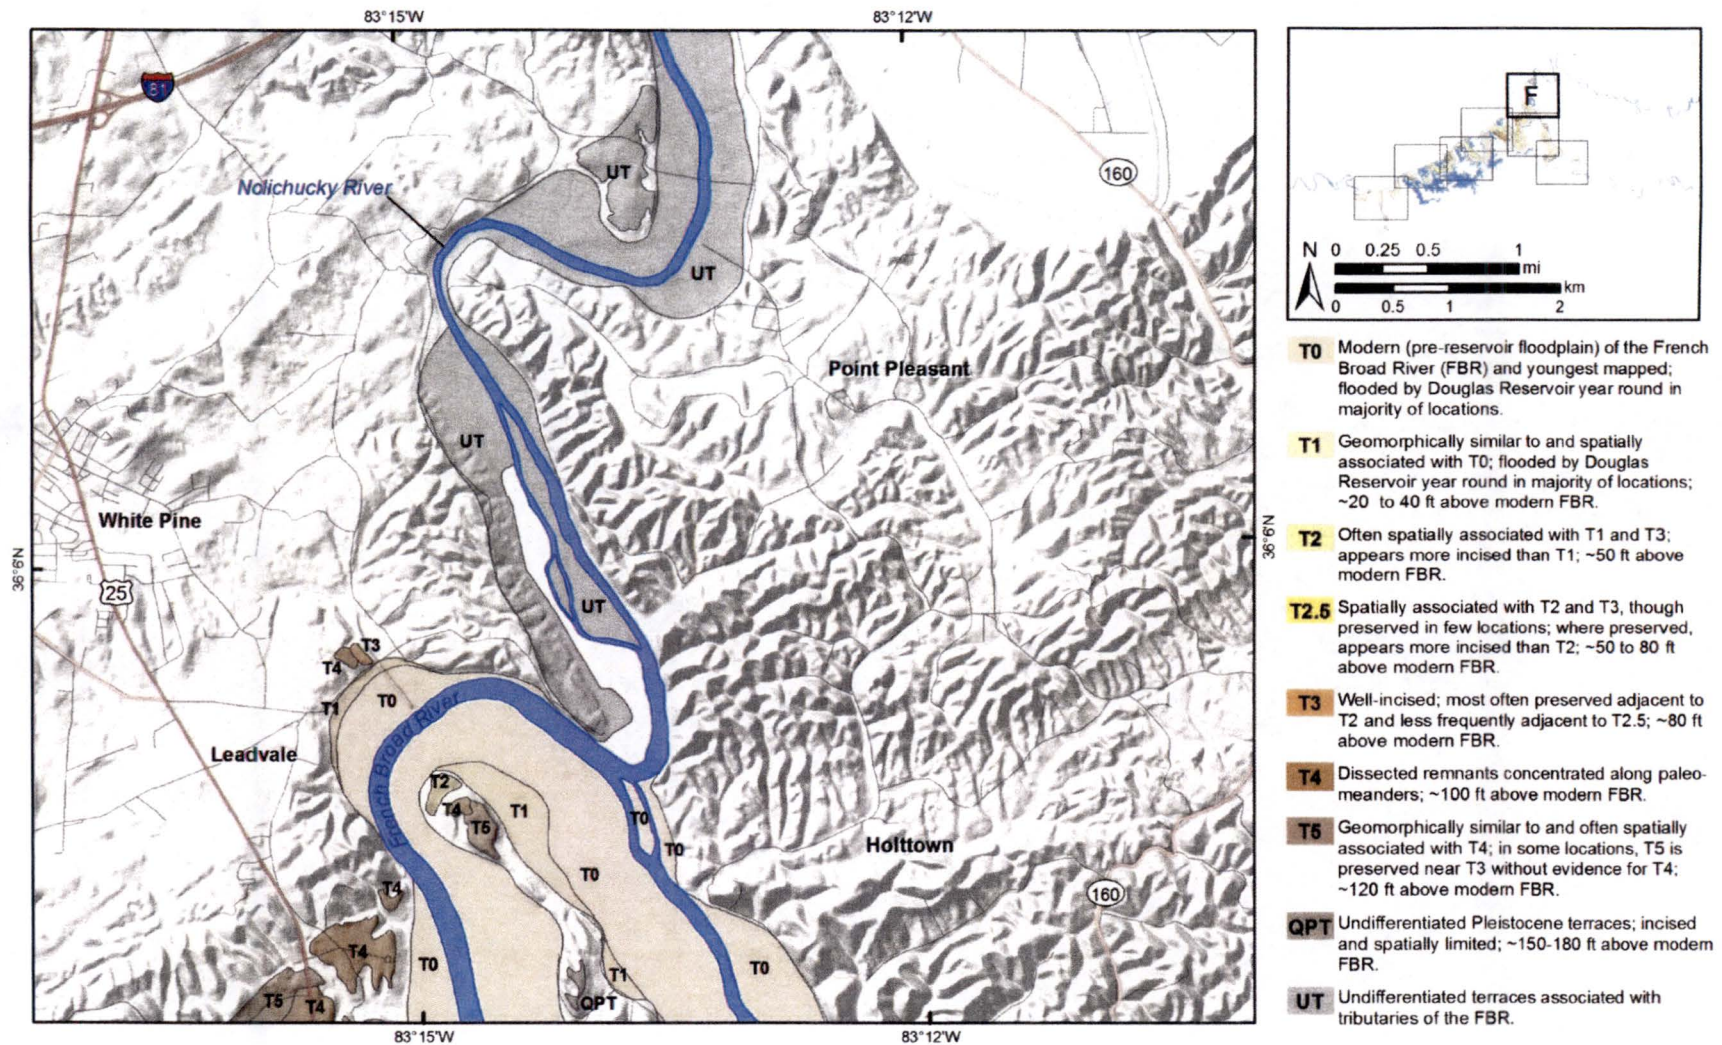 83°15'W
83°12'W
81
UT
Nolichucky River
160
UT
Point Pleasant
UT
White Pine
36°6'N
36°6'N
25
UT
T3
T4
T0
T1
French Broad River
Leadvale
T2
T4
T1
T5
T0
T0
Holttown
T0
T4
160
T4
T0
T1
T0
T5
T4
QPT
83°15'W
83°12'W
F
N
0 0.25 0.5 1
mi
km
0 0.5 1 2
T0 Modern (pre-reservoir floodplain) of the French
Broad River (FBR) and youngest mapped;
flooded by Douglas Reservoir year round in
majority of locations.
T1 Geomorphically similar to and spatially
associated with T0; flooded by Douglas
Reservoir year round in majority of locations;
~20 to 40 ft above modern FBR.
T2 Often spatially associated with T1 and T3;
appears more incised than T1; ~50 ft above
modern FBR.
T2.5 Spatially associated with T2 and T3, though
preserved in few locations; where preserved,
appears more incised than T2; ~50 to 80 ft
above modern FBR.
T3 Well-incised; most often preserved adjacent to
T2 and less frequently adjacent to T2.5; ~80 ft
above modern FBR.
T4 Dissected remnants concentrated along paleo-
meanders; ~100 ft above modern FBR.
T5 Geomorphically similar to and often spatially
associated with T4; in some locations, T5 is
preserved near T3 without evidence for T4;
~120 ft above modern FBR.
QPT Undifferentiated Pleistocene terraces; incised
and spatially limited; ~150-180 ft above modern
FBR.
UT Undifferentiated terraces associated with
tributaries of the FBR.